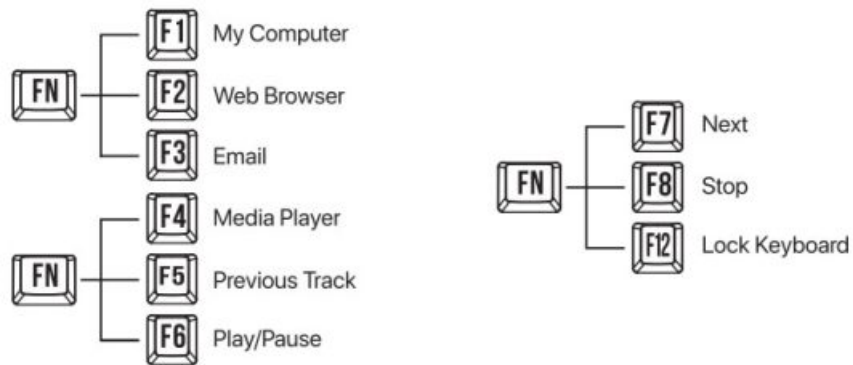 F1 My Computer
FN F2 Web Browser
F3 Email
F4 Media Player
FN F5 Previous Track
F6 Play/Pause
F7 Next
FN F8 Stop
F12 Lock Keyboard